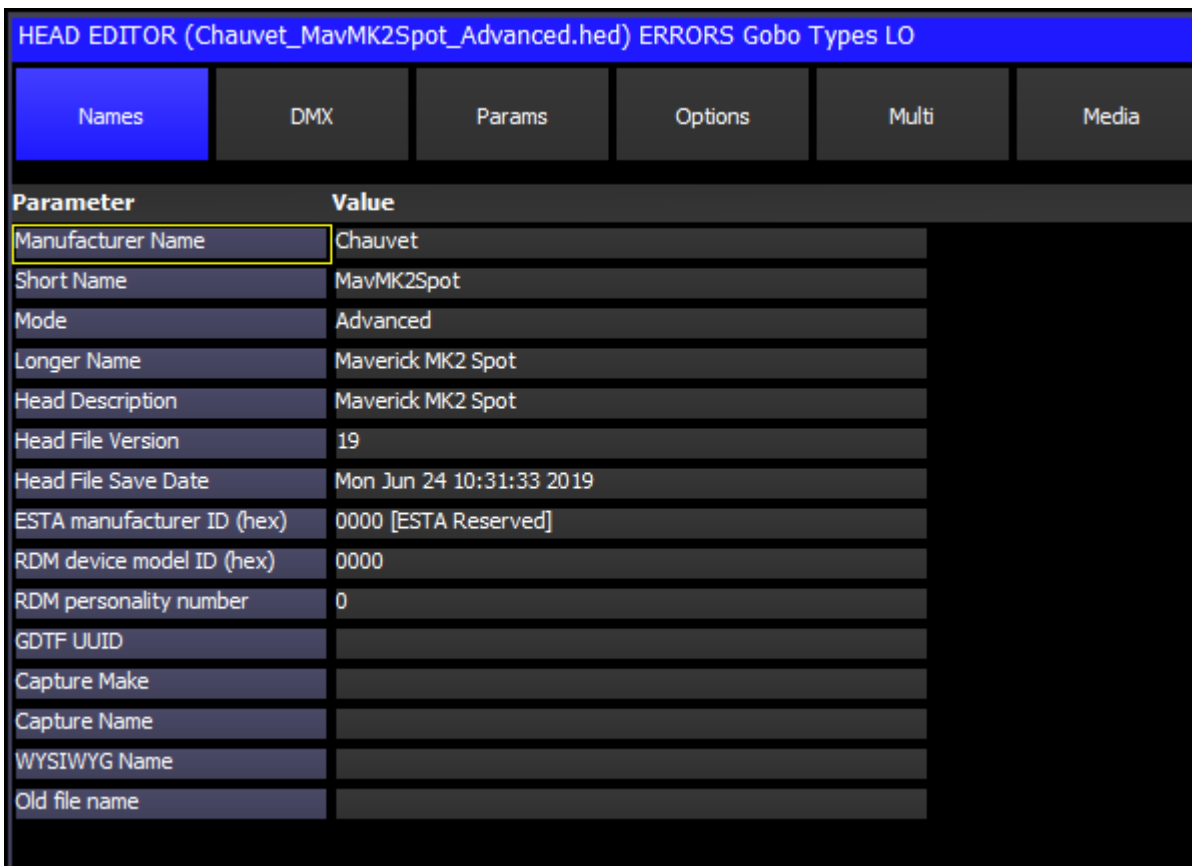 HEAD EDITOR (Chauvet_MavMK2Spot_Advanced.hed) ERRORS Gobo Types LO
Names DMX Params Options Multi Media
Parameter Value
Manufacturer Name Chauvet
Short Name MavMK2Spot
Mode Advanced
Longer Name Maverick MK2 Spot
Head Description Maverick MK2 Spot
Head File Version 19
Head File Save Date Mon Jun 24 10:31:33 2019
ESTA manufacturer ID (hex) 0000 [ESTA Reserved]
RDM device model ID (hex) 0000
RDM personality number 0
GDTF UUID
Capture Make
Capture Name
WYSIWYG Name
Old file name